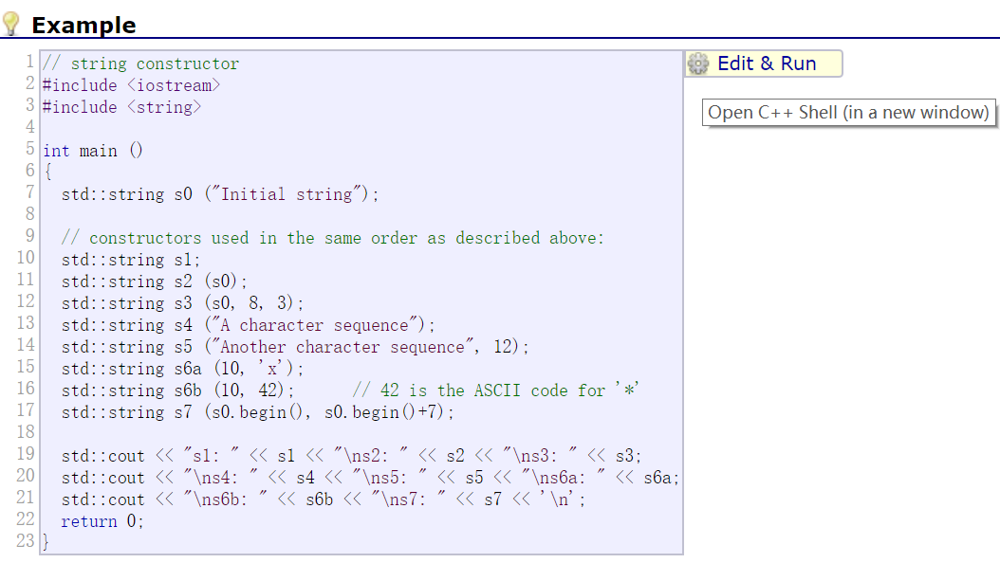 Example
1 // string constructor
2 #include <iostream>
3 #include <string>
4
5 int main ()
6 {
7   std::string s0 ("Initial string");
8
9   // constructors used in the same order as described above:
10   std::string s1;
11   std::string s2 (s0);
12   std::string s3 (s0, 8, 3);
13   std::string s4 ("A character sequence");
14   std::string s5 ("Another character sequence", 12);
15   std::string s6a (10, 'x');
16   std::string s6b (10, 42);      // 42 is the ASCII code for '*'
17   std::string s7 (s0.begin(), s0.begin()+7);
18
19   std::cout << "s1: " << s1 << "\ns2: " << s2 << "\ns3: " << s3;
20   std::cout << "\ns4: " << s4 << "\ns5: " << s5 << "\ns6a: " << s6a;
21   std::cout << "\ns6b: " << s6b << "\ns7: " << s7 << '\n';
22   return 0;
23 }
Edit & Run
Open C++ Shell (in a new window)